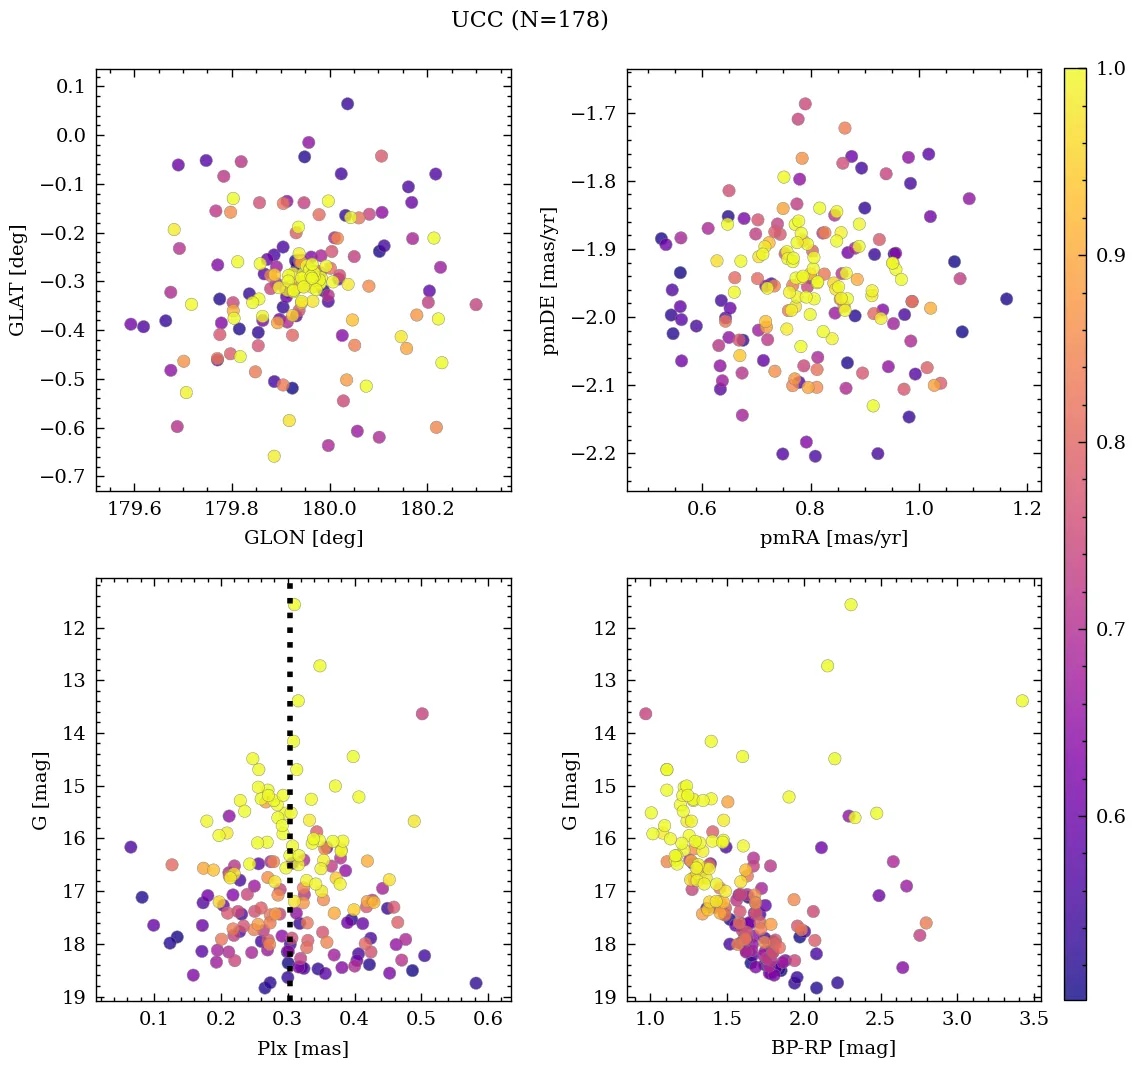 UCC (N=178)
0.1
0.0
−0.1
−0.2
−0.3
−0.4
−0.5
−0.6
−0.7
GLAT [deg]
179.6 179.8 180.0 180.2
GLON [deg]
−1.7
−1.8
−1.9
−2.0
−2.1
−2.2
pmDE [mas/yr]
0.6 0.8 1.0 1.2
pmRA [mas/yr]
12
13
14
15
16
17
18
19
G [mag]
0.1 0.2 0.3 0.4 0.5 0.6
Plx [mas]
12
13
14
15
16
17
18
19
G [mag]
1.0 1.5 2.0 2.5 3.0 3.5
BP-RP [mag]
1.0
0.9
0.8
0.7
0.6